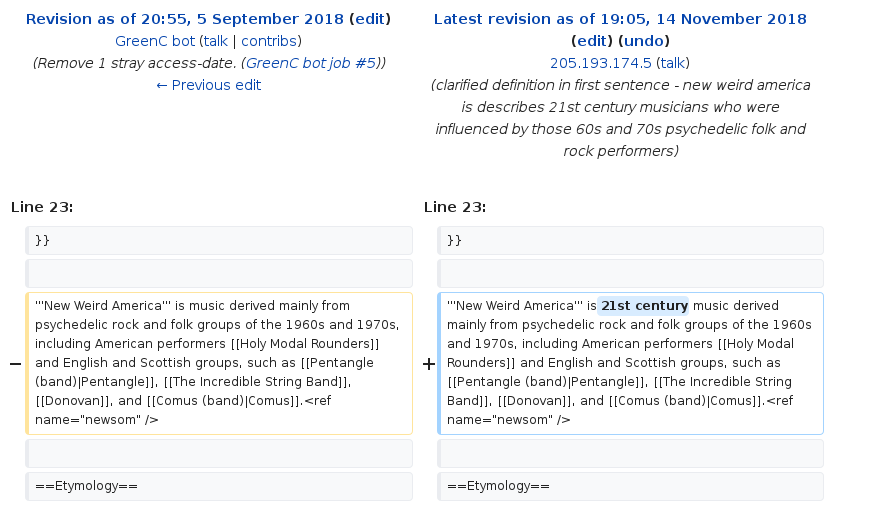 Revision as of 20:55, 5 September 2018 (edit)
GreenC bot (talk | contribs)
(Remove 1 stray access-date. (GreenC bot job #5))
← Previous edit
Latest revision as of 19:05, 14 November 2018
(edit) (undo)
205.193.174.5 (talk)
(clarified definition in first sentence - new weird america
is describes 21st century musicians who were
influenced by those 60s and 70s psychedelic folk and
rock performers)
Line 23:
Line 23:
}}
}}
− '''New Weird America''' is music derived mainly from
psychedelic rock and folk groups of the 1960s and 1970s,
including American performers [[Holy Modal Rounders]]
and English and Scottish groups, such as [[Pentangle
(band)|Pentangle]], [[The Incredible String Band]],
[[Donovan]], and [[Comus (band)|Comus]].<ref
name="newsom" />
+ '''New Weird America''' is 21st century music derived
mainly from psychedelic rock and folk groups of the 1960s
and 1970s, including American performers [[Holy Modal
Rounders]] and English and Scottish groups, such as
[[Pentangle (band)|Pentangle]], [[The Incredible String
Band]], [[Donovan]], and [[Comus (band)|Comus]].<ref
name="newsom" />
==Etymology==
==Etymology==